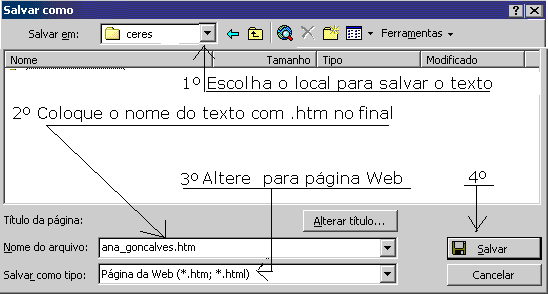 Salvar como
Salvar em: ceres Ferramentas
Nome Tamanho Tipo Modificado
1º Escolha o local para salvar o texto
2º Coloque o nome do texto com .htm no final
3º Altere para página Web 4º
Título da página: Alterar título...
Nome do arquivo: ana_goncalves.htm Salvar
Salvar como tipo: Página da Web (*.htm; *.html) Cancelar